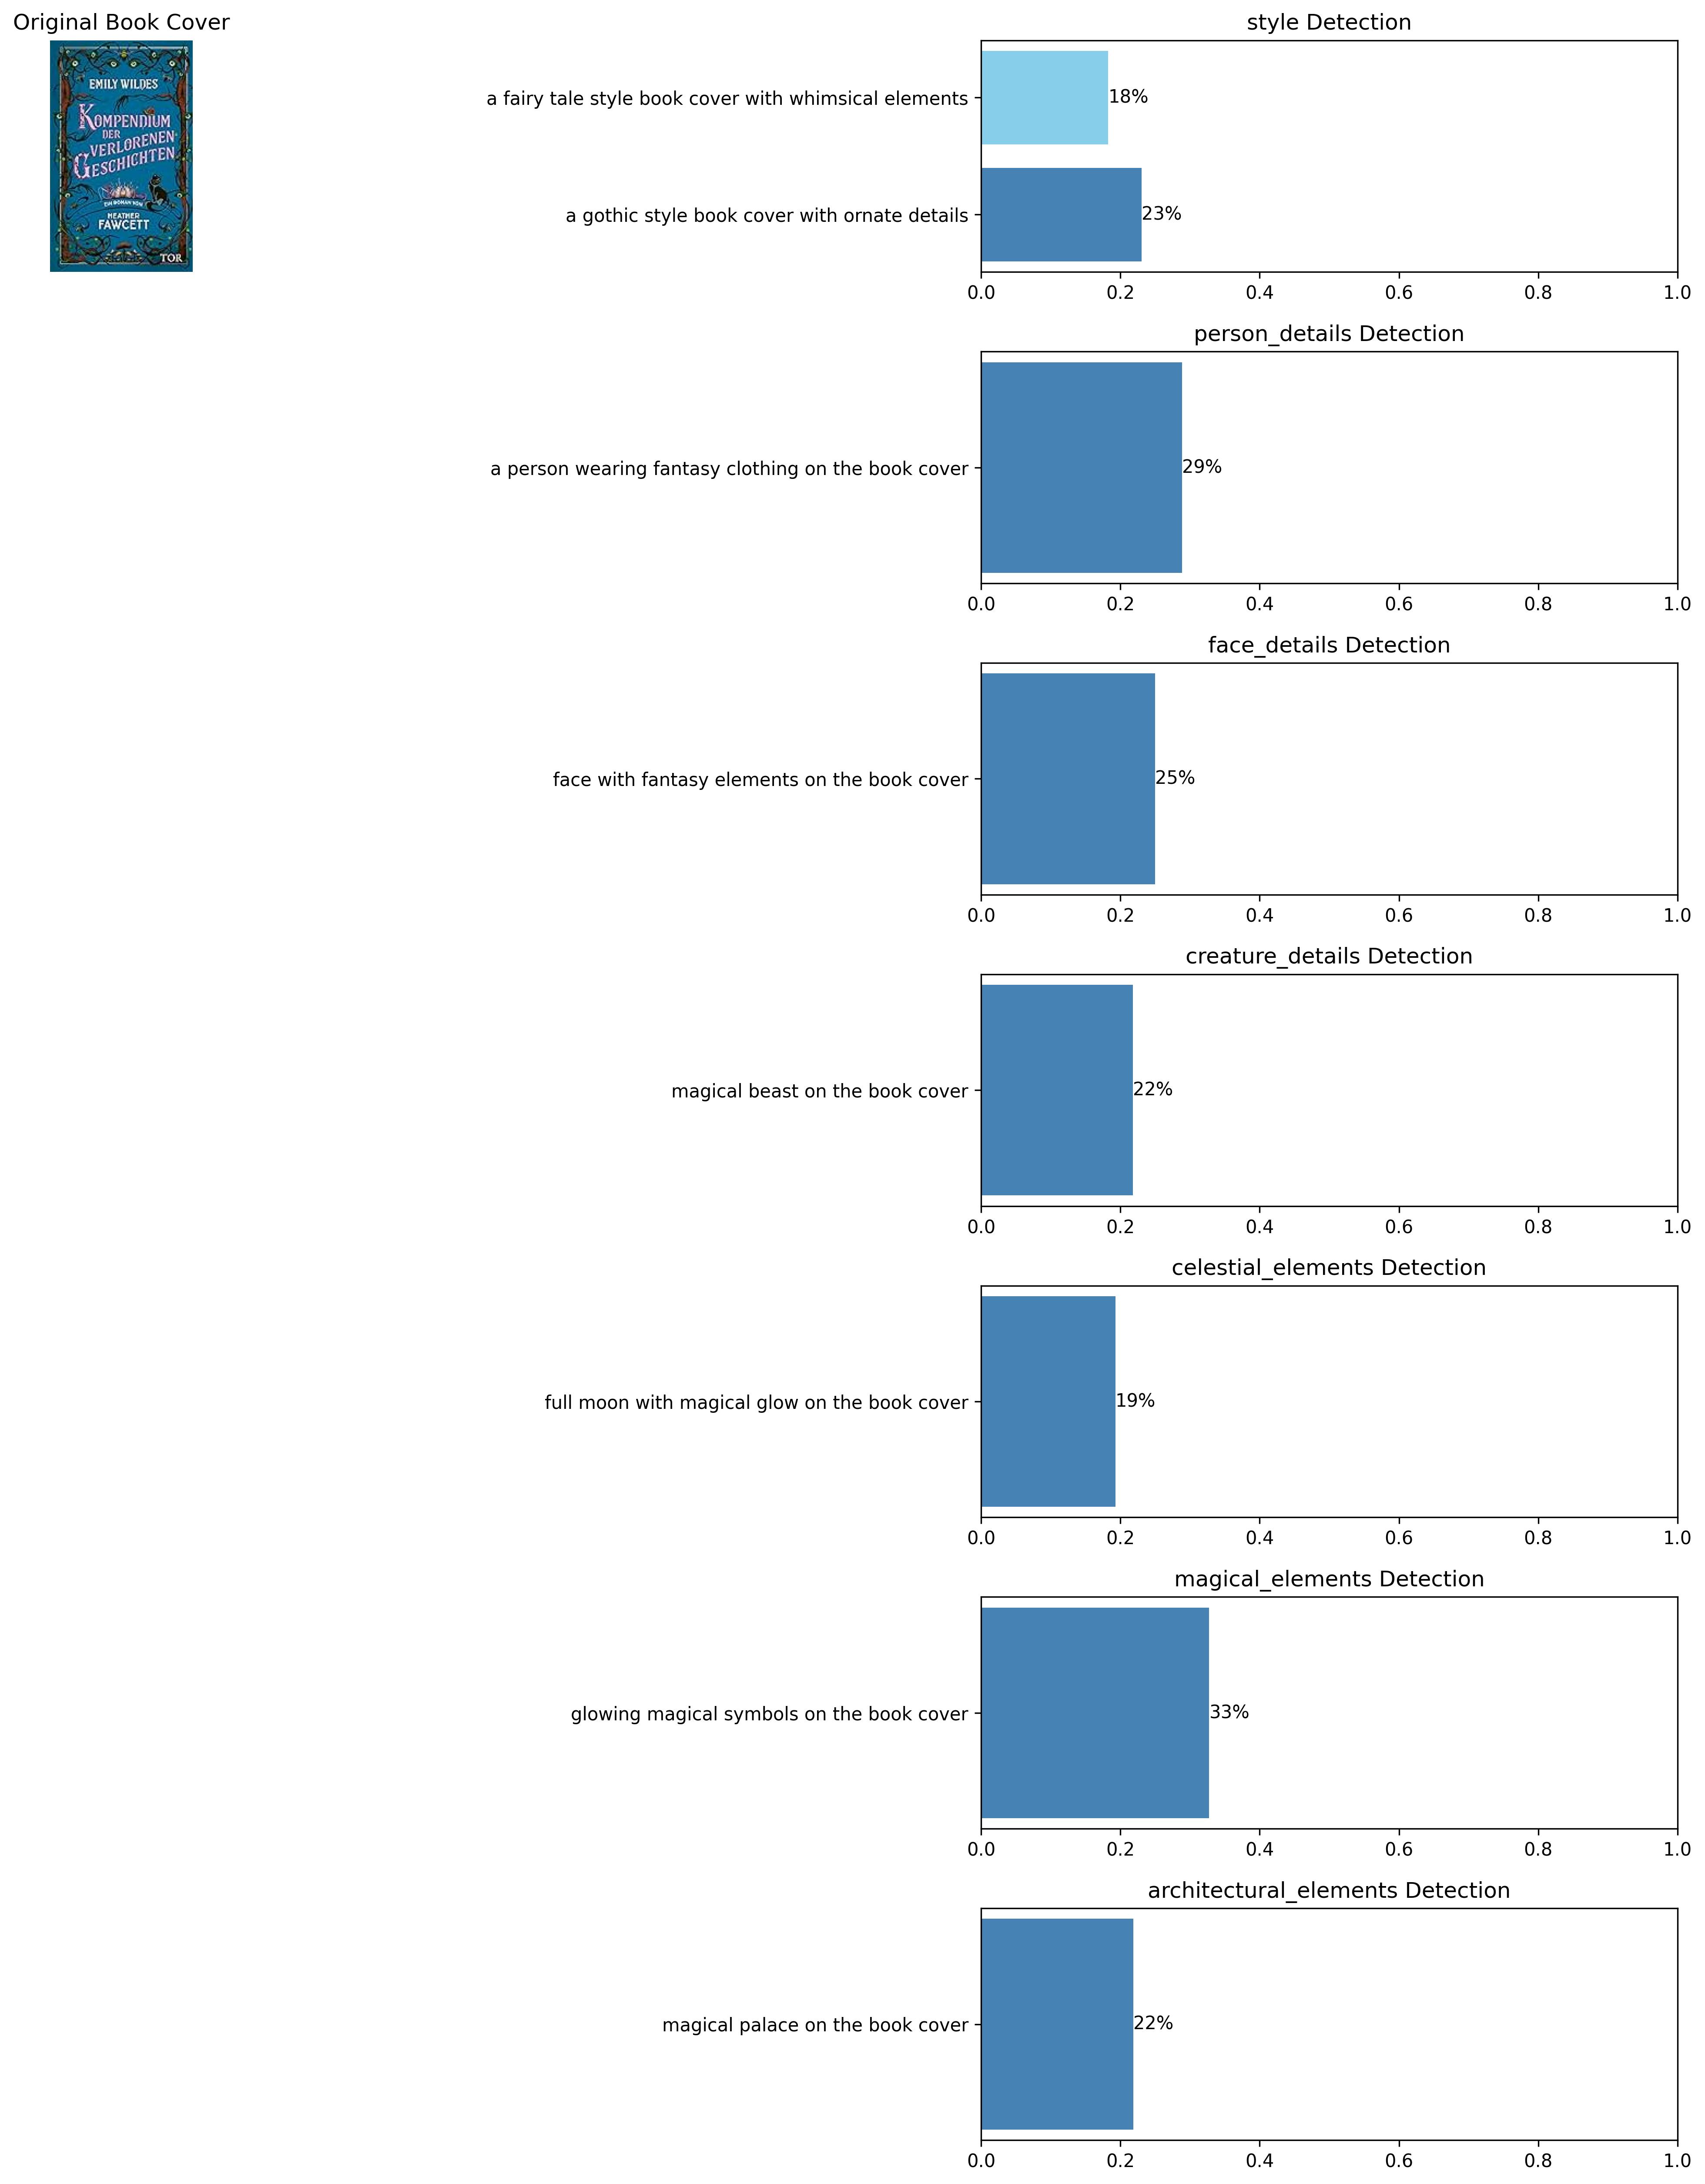 Original Book Cover
EMILY WILDES
KOMPENDIUM
DER
VERLORENEN
GESCHICHTEN
EIN ROMAN VON
HEATHER
FAWCETT
TOR
style Detection
a fairy tale style book cover with whimsical elements
18%
a gothic style book cover with ornate details
23%
0.0 0.2 0.4 0.6 0.8 1.0
person_details Detection
a person wearing fantasy clothing on the book cover
29%
0.0 0.2 0.4 0.6 0.8 1.0
face_details Detection
face with fantasy elements on the book cover
25%
0.0 0.2 0.4 0.6 0.8 1.0
creature_details Detection
magical beast on the book cover
22%
0.0 0.2 0.4 0.6 0.8 1.0
celestial_elements Detection
full moon with magical glow on the book cover
19%
0.0 0.2 0.4 0.6 0.8 1.0
magical_elements Detection
glowing magical symbols on the book cover
33%
0.0 0.2 0.4 0.6 0.8 1.0
architectural_elements Detection
magical palace on the book cover
22%
0.0 0.2 0.4 0.6 0.8 1.0